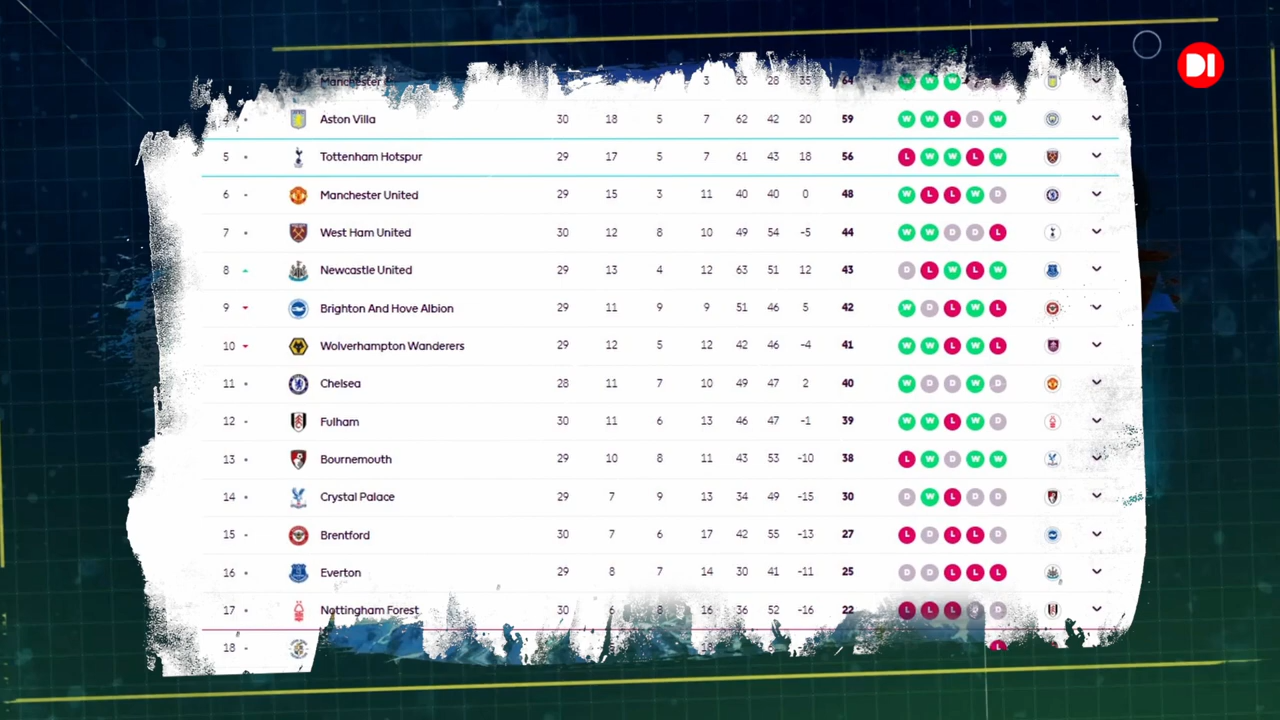 Manchester 3 63 28 35 64 W W W
Aston Villa 30 18 5 7 62 42 20 59 W W L D W
5 Tottenham Hotspur 29 17 5 7 61 43 18 56 L W W L W
6 Manchester United 29 15 3 11 40 40 0 48 W L L W D
7 West Ham United 30 12 8 10 49 54 -5 44 W W D D L
8 Newcastle United 29 13 4 12 63 51 12 43 D L W L W
9 Brighton And Hove Albion 29 11 9 9 51 46 5 42 W D L W L
10 Wolverhampton Wanderers 29 12 5 12 42 46 -4 41 W W L W L
11 Chelsea 28 11 7 10 49 47 2 40 W D D W D
12 Fulham 30 11 6 13 46 47 -1 39 W W L W D
13 Bournemouth 29 10 8 11 43 53 -10 38 L W D W W
14 Crystal Palace 29 7 9 13 34 49 -15 30 D W L D D
15 Brentford 30 7 6 17 42 55 -13 27 L D L L D
16 Everton 29 8 7 14 30 41 -11 25 D D L L L
17 Nottingham Forest 30 6 8 16 36 52 -16 22 L L L D D
18 18 L
DI